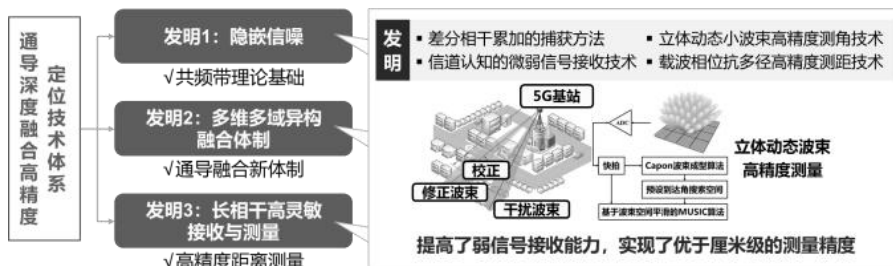 通导深度融合高精度
定位技术体系
发明1：隐嵌信噪
√共频带理论基础
发明2：多维多域异构
融合体制
√通导融合新体制
发明3：长相干高灵敏
接收与测量
√高精度距离测量
发明
• 差分相干累加的捕获方法
• 立体动态小波束高精度测角技术
• 信道认知的微弱信号接收技术
• 载波相位抗多径高精度测距技术
5G基站
校正
修正波束
干扰波束
ADC
快拍
Capon波束成型算法
预设到达角搜索空间
基于波束空间平滑的MUSIC算法
立体动态波束
高精度测量
提高了弱信号接收能力，实现了优于厘米级的测量精度